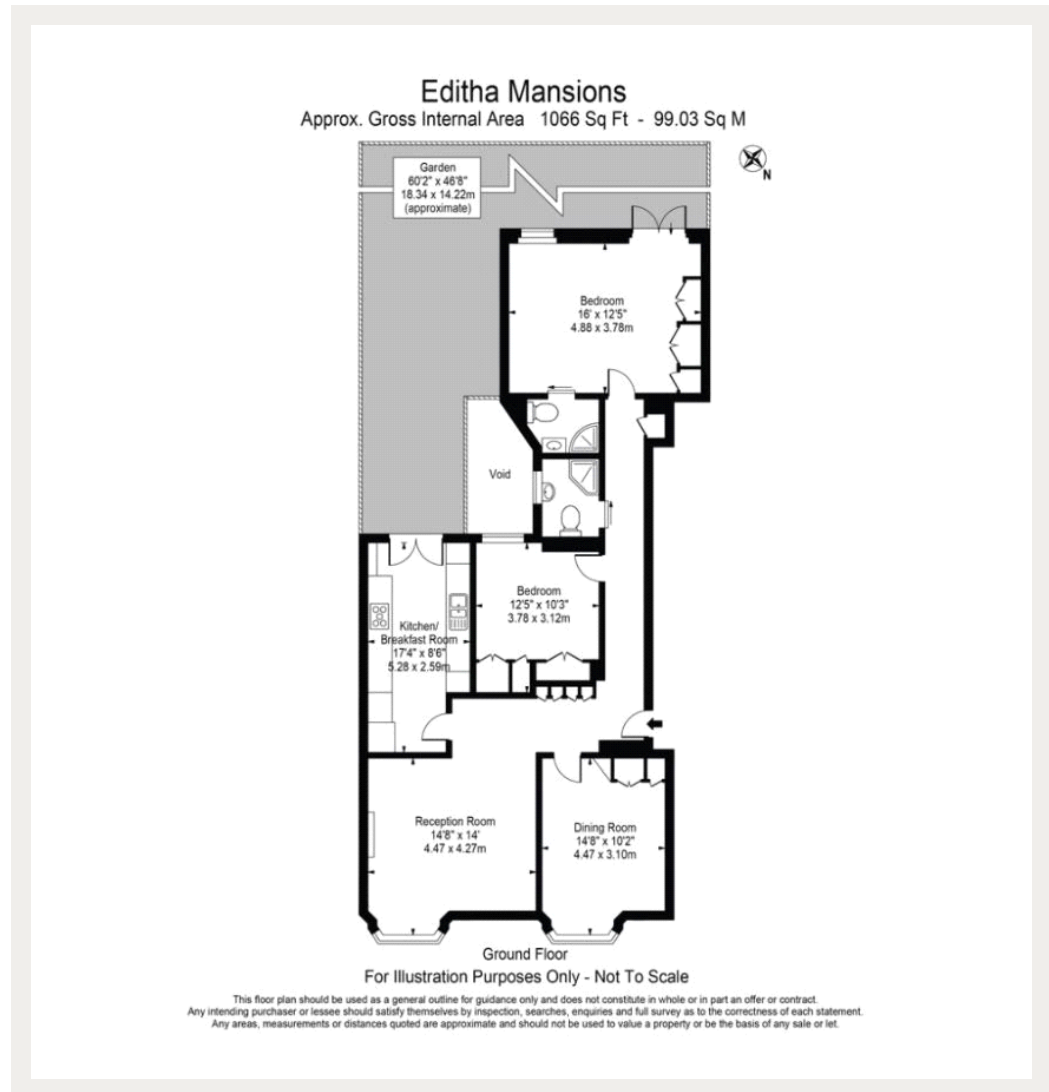 Editha Mansions
Approx. Gross Internal Area 1066 Sq Ft - 99.03 Sq M
Garden
60'2" x 46'8"
18.34 x 14.22m
(approximate)
N
Bedroom
16' x 12'5"
4.88 x 3.78m
Void
Bedroom
12'5" x 10'3"
3.78 x 3.12m
Kitchen/
Breakfast Room
17'4" x 8'6"
5.28 x 2.59m
Reception Room
14'8" x 14'
4.47 x 4.27m
Dining Room
14'8" x 10'2"
4.47 x 3.10m
Ground Floor
For Illustration Purposes Only - Not To Scale
This floor plan should be used as a general outline for guidance only and does not constitute in whole or in part an offer or contract.
Any intending purchaser or lessee should satisfy themselves by inspection, searches, enquiries and full survey as to the correctness of each statement.
Any areas, measurements or distances quoted are approximate and should not be used to value a property or be the basis of any sale or let.